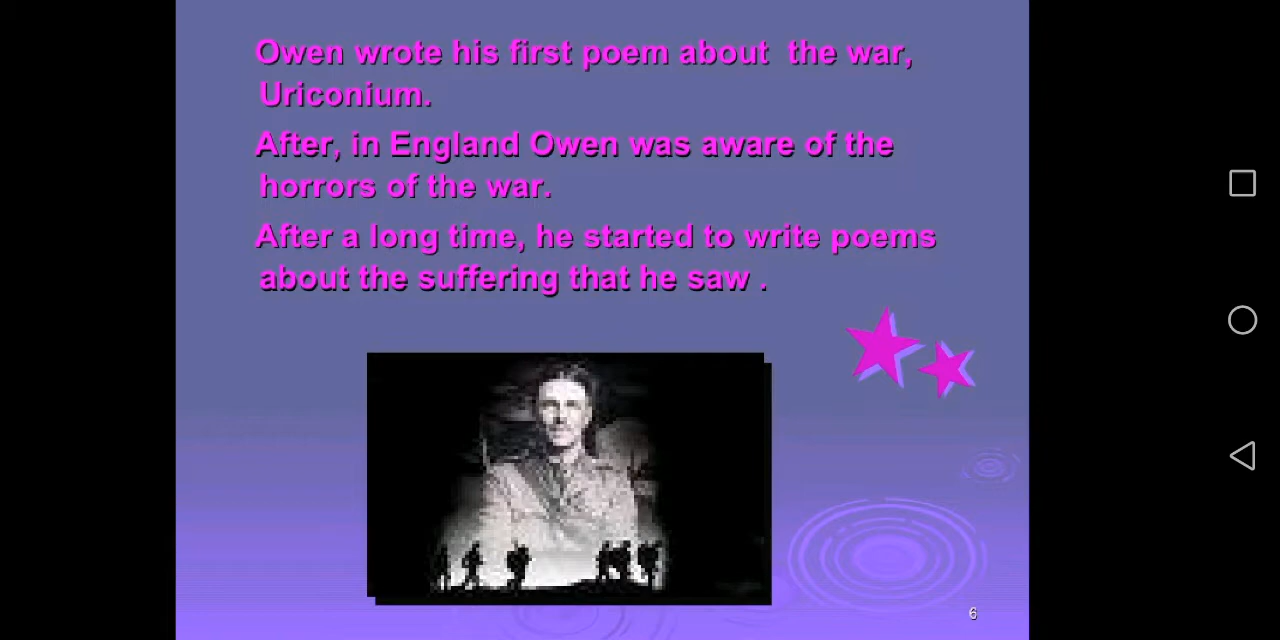 Owen wrote his first poem about the war,
Uriconium.
After, in England Owen was aware of the
horrors of the war.
After a long time, he started to write poems
about the suffering that he saw .
6